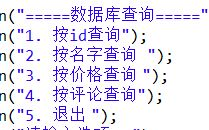 n("=====数据库查询====="
n("1. 按id查询");
n("2. 按名字查询 ");
n("3. 按价格查询 ");
n("4. 按评论查询");
n("5. 退出 ");